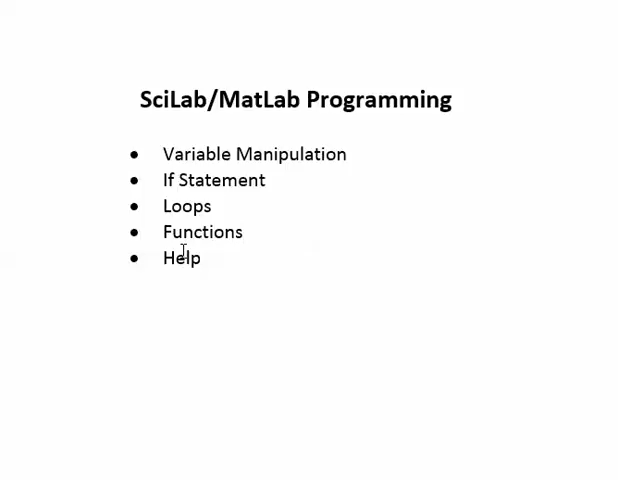 SciLab/MatLab Programming
• Variable Manipulation
• If Statement
• Loops
• Functions
• Help